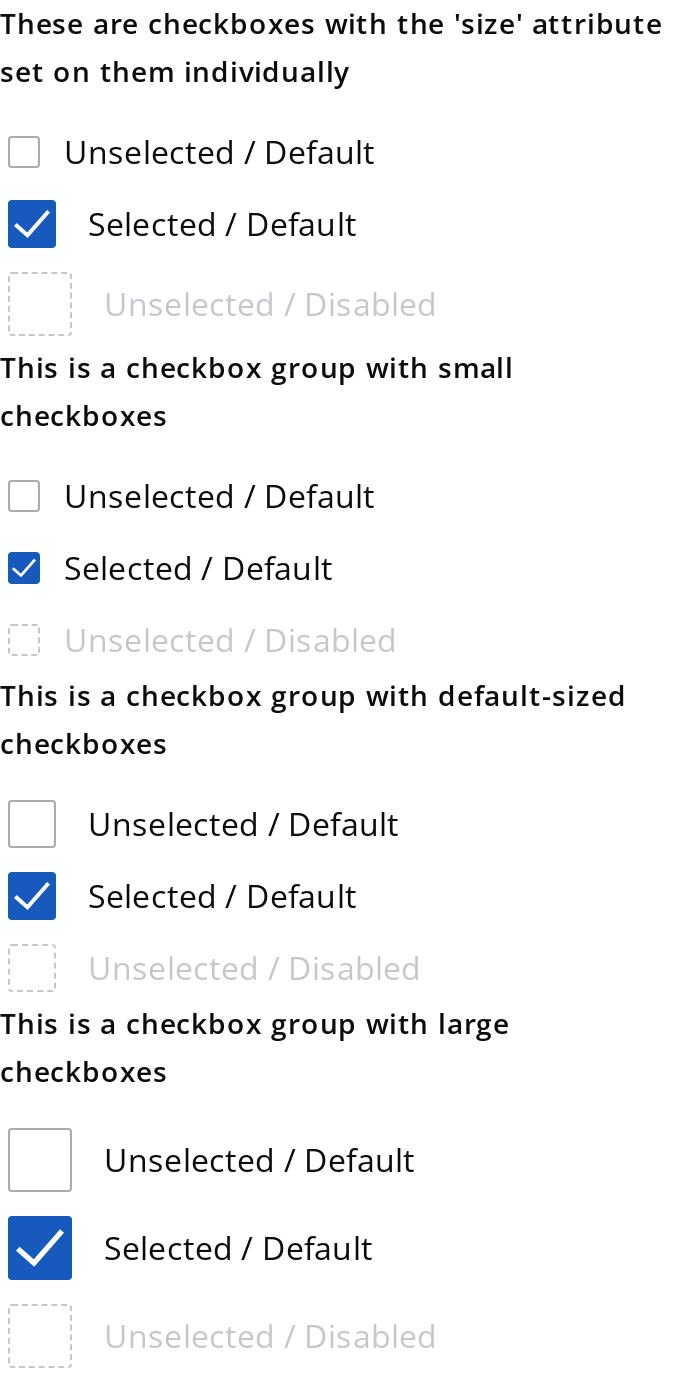 These are checkboxes with the 'size' attribute
set on them individually
Unselected / Default
Selected / Default
Unselected / Disabled
This is a checkbox group with small
checkboxes
Unselected / Default
Selected / Default
Unselected / Disabled
This is a checkbox group with default-sized
checkboxes
Unselected / Default
Selected / Default
Unselected / Disabled
This is a checkbox group with large
checkboxes
Unselected / Default
Selected / Default
Unselected / Disabled